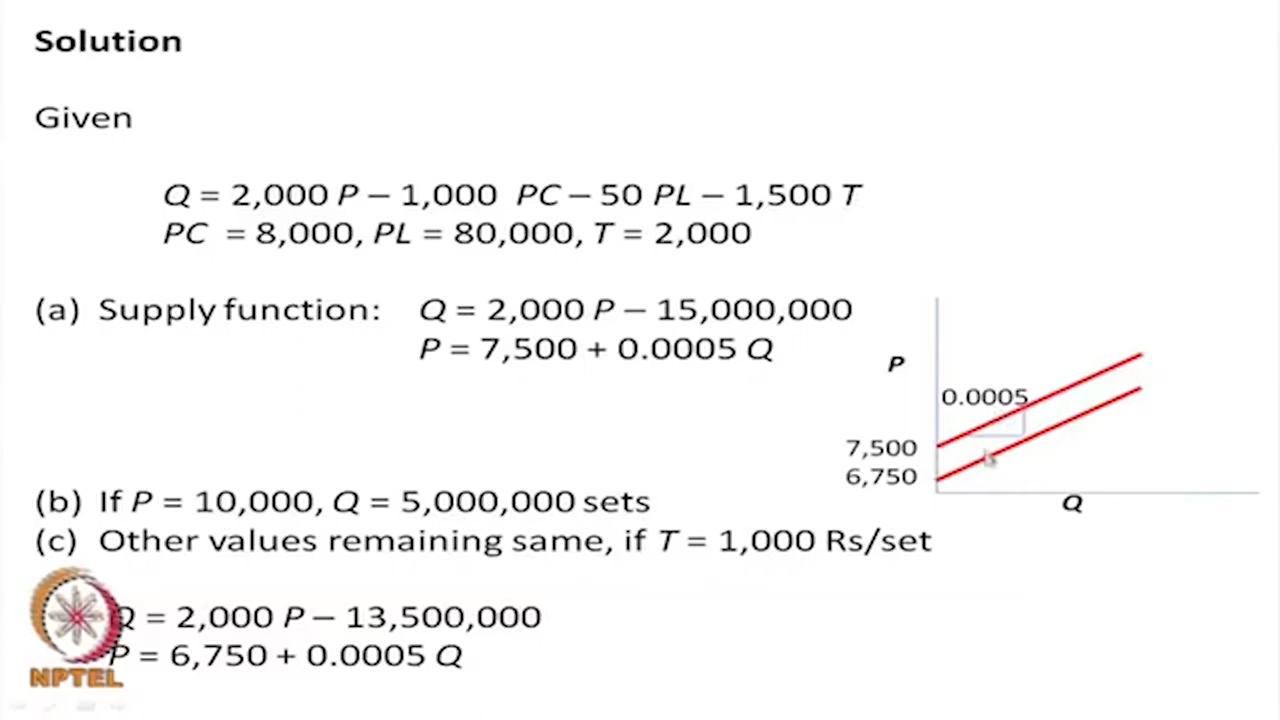 Solution
Given
Q = 2,000 P – 1,000 PC – 50 PL – 1,500 T
PC = 8,000, PL = 80,000, T = 2,000
(a) Supply function: Q = 2,000 P – 15,000,000
P = 7,500 + 0.0005 Q
P
0.0005
7,500
6,750
Q
(b) If P = 10,000, Q = 5,000,000 sets
(c) Other values remaining same, if T = 1,000 Rs/set
Q = 2,000 P – 13,500,000
P = 6,750 + 0.0005 Q
NPTEL